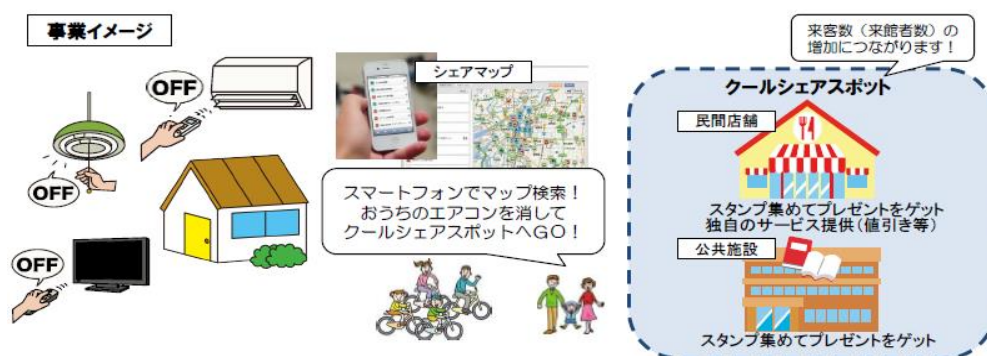 事業イメージ
OFF
OFF
OFF
シェアマップ
スマートフォンでマップ検索！
おうちのエアコンを消して
クールシェアスポットへＧＯ！
来客数（来館者数）の
増加につながります！
クールシェアスポット
民間店舗
スタンプ集めてプレゼントをゲット
独自のサービス提供（値引き等）
公共施設
スタンプ集めてプレゼントをゲット